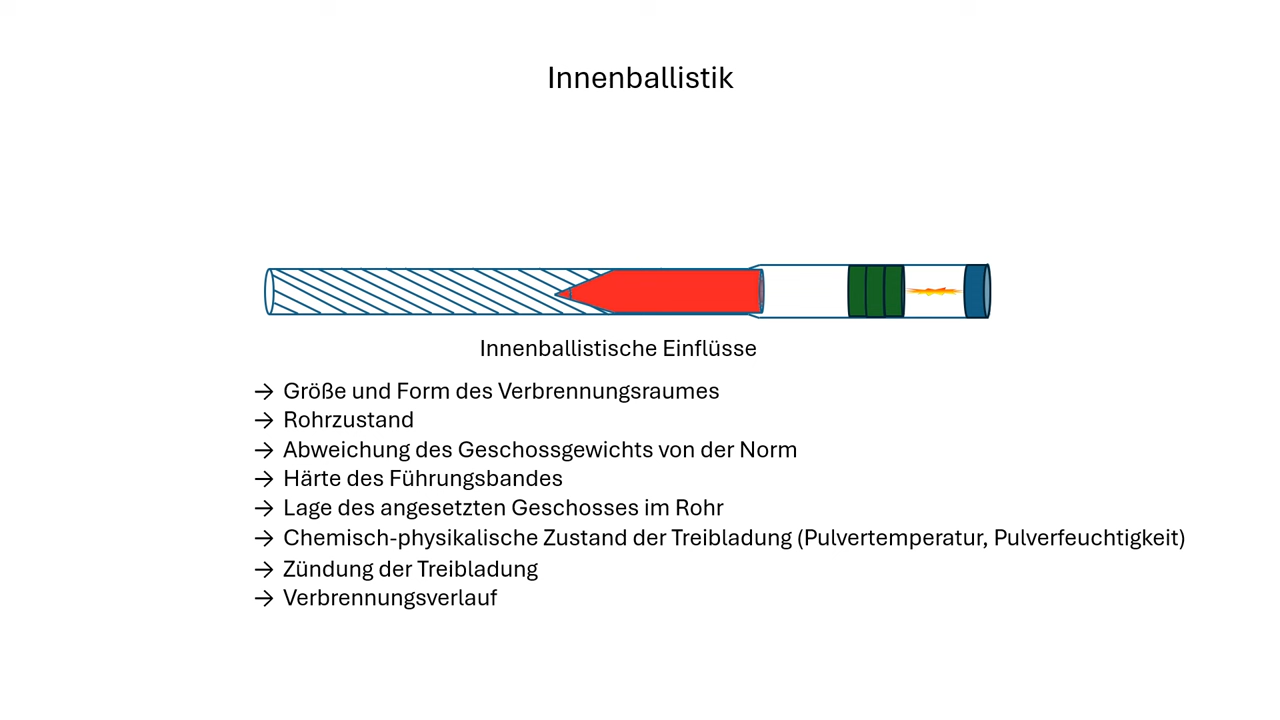 Innenballistik
Innenballistische Einflüsse
→ Größe und Form des Verbrennungsraumes
→ Rohrzustand
→ Abweichung des Geschossgewichts von der Norm
→ Härte des Führungsbandes
→ Lage des angesetzten Geschosses im Rohr
→ Chemisch-physikalische Zustand der Treibladung (Pulvertemperatur, Pulverfeuchtigkeit)
→ Zündung der Treibladung
→ Verbrennungsverlauf